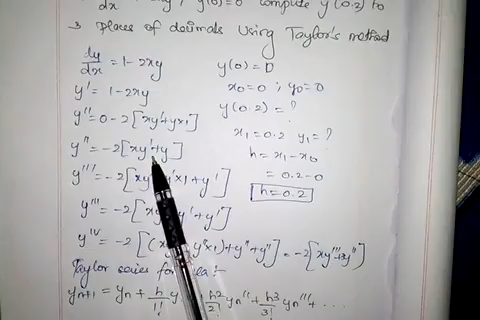 dx y(0)=0 compute y(0.2) to
3 Places of decimals Using Taylor's method
dy/dx = 1-2xy y(0)=0
y' = 1-2xy x0=0 ; y0=0
y'' = 0-2[xy'+yx1] y(0.2)=?
y'' = -2[xy'+y] x1=0.2 y1=?
h = x1-x0
y''' = -2[xy x1+y'] = 0.2-0
y''' = -2[xy y'+y'] h=0.2
y'v = -2[(x y''x1)+y''+y''] = -2[xy'''+3y'']
Taylor series for
yn+1 = yn + h/1! y h2/2! yn'' + h3/3! yn''' + ...